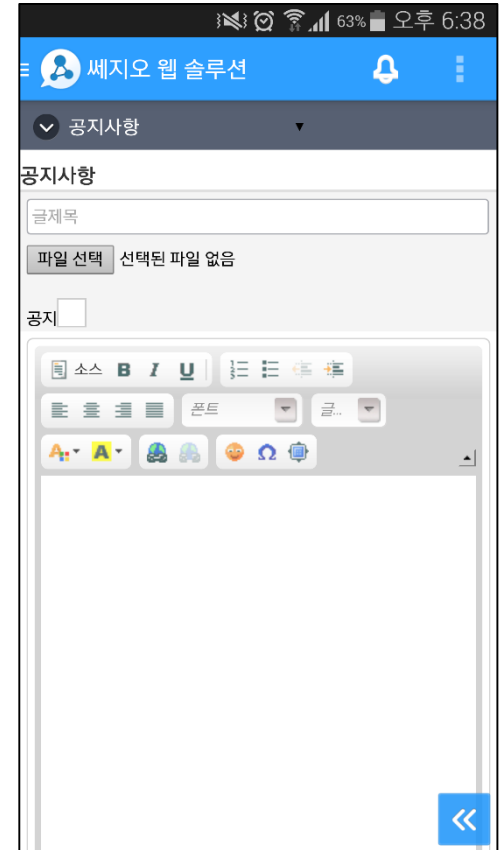 63% 오후 6:38
쎄지오 웹 솔루션
공지사항
공지사항
글제목
파일 선택 선택된 파일 없음
공지
소스 B I U
폰트 글...
A A Ω